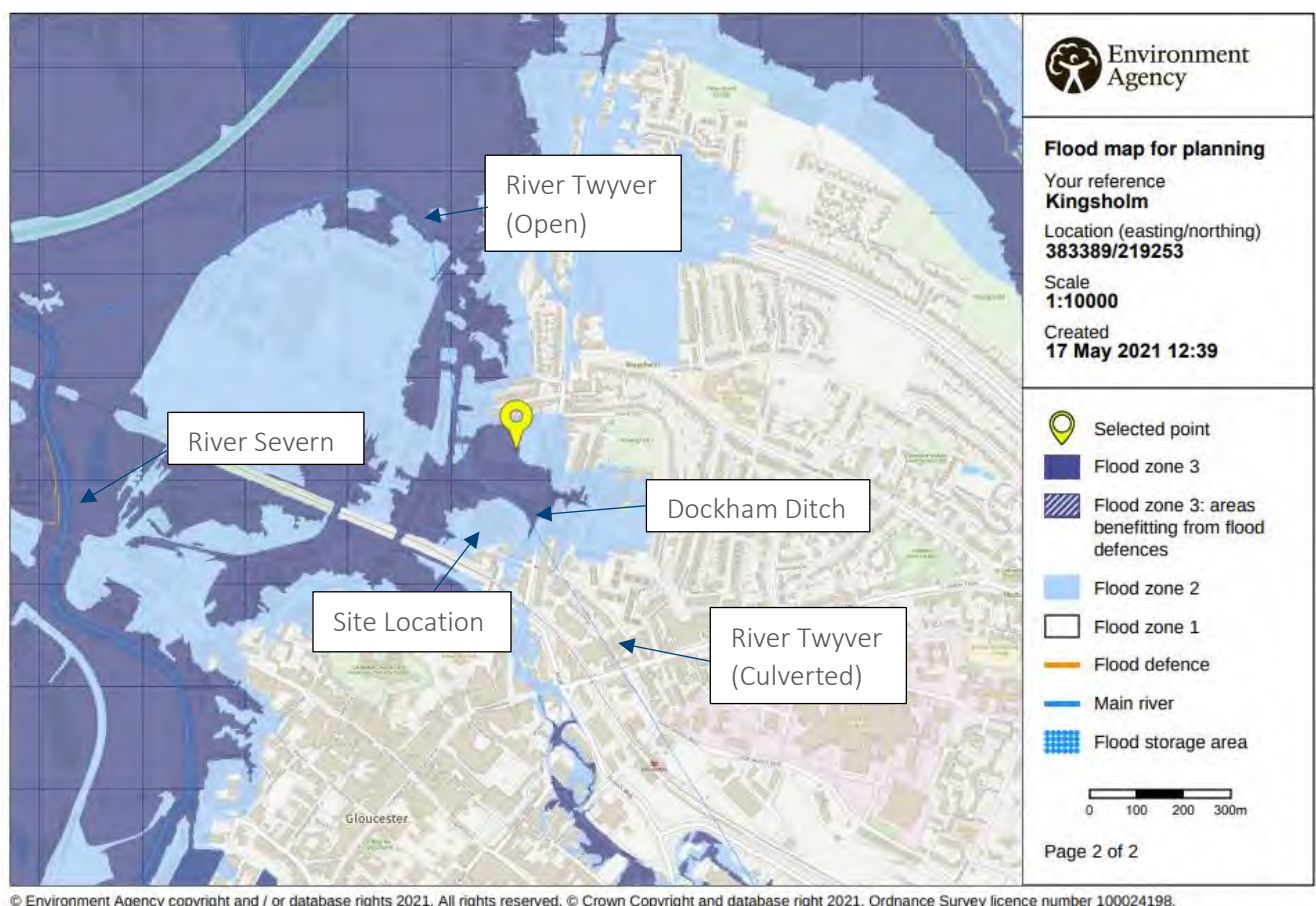 River Twyver
(Open)
River Severn
Dockham Ditch
Site Location
River Twyver
(Culverted)
Kingsholm
Gloucester
Environment
Agency
Flood map for planning
Your reference
Kingsholm
Location (easting/northing)
383389/219253
Scale
1:10000
Created
17 May 2021 12:39
Selected point
Flood zone 3
Flood zone 3: areas
benefitting from flood
defences
Flood zone 2
Flood zone 1
Flood defence
Main river
Flood storage area
0 100 200 300m
Page 2 of 2
© Environment Agency copyright and / or database rights 2021. All rights reserved. © Crown Copyright and database right 2021. Ordnance Survey licence number 100024198.